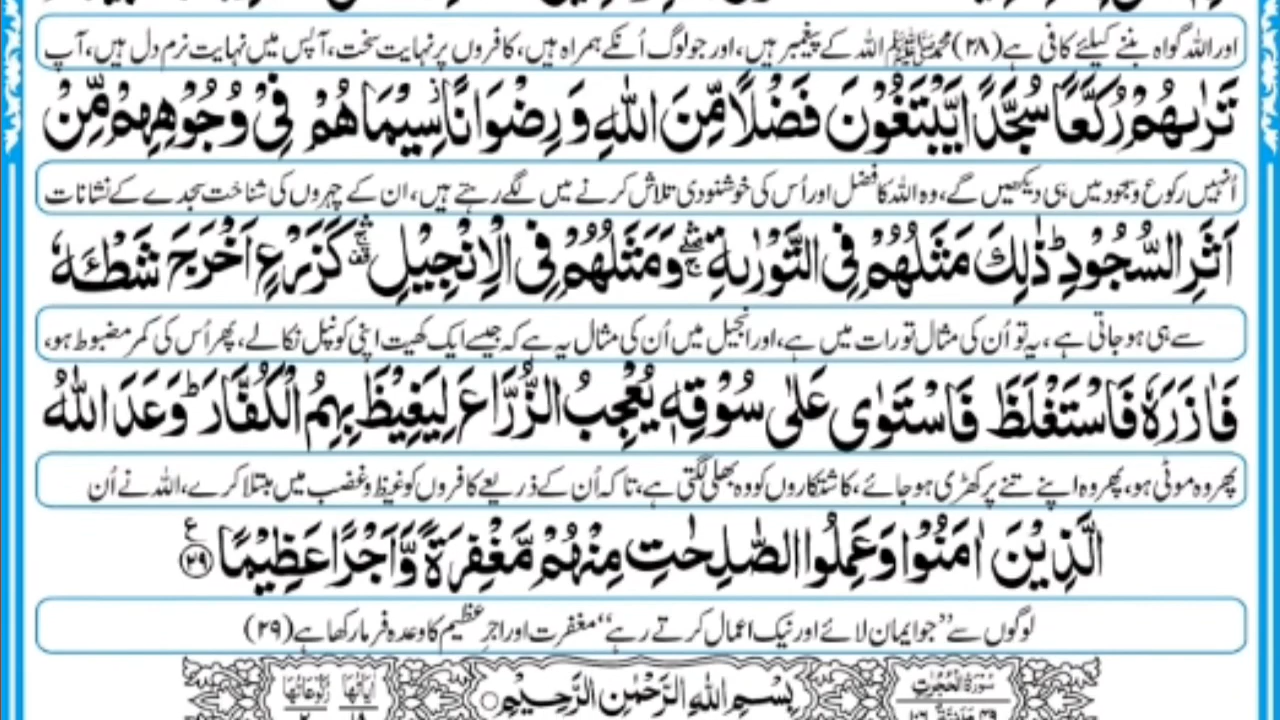 اور اللہ گواہ بننے کیلئے کافی ہے (۲۸) محمد ﷺ اللہ کے پیغمبر ہیں، اور جو لوگ اُنکے ہمراہ ہیں، کافروں پر نہایت سخت، آپس میں نہایت نرم دل ہیں، آپ
تَرٰىهُمْ رُكَّعًا سُجَّدًا یَّبْتَغُوْنَ فَضْلًا مِّنَ اللّٰهِ وَ رِضْوَانًا ؗ سِیْمَاهُمْ فِیْ وُجُوْهِهِمْ مِّنْ
اُنہیں رکوع و سجود میں ہی دیکھیں گے، وہ اللہ کا فضل اور اُس کی خوشنودی تلاش کرنے میں لگے رہتے ہیں، ان کے چہروں کی شناخت سجدے کے نشانات
اَثَرِ السُّجُوْدِ ؕ ذٰلِكَ مَثَلُهُمْ فِی التَّوْرٰىةِ ۛۖۚ وَ مَثَلُهُمْ فِی الْاِنْجِیْلِ ۛ۫ۚ كَزَرْعٍ اَخْرَجَ شَطْـَٔهٗ
سے ہی ہو جاتی ہے، یہ تو اُن کی مثال تورات میں ہے، اور انجیل میں اُن کی مثال یہ ہے کہ جیسے ایک کھیت اپنی کونپل نکالے، پھر اُس کی کمر مضبوط ہو،
فَاٰزَرَهٗ فَاسْتَغْلَظَ فَاسْتَوٰى عَلٰى سُوْقِهٖ یُعْجِبُ الزُّرَّاعَ لِیَغِیْظَ بِهِمُ الْكُفَّارَ ؕ وَعَدَ اللّٰهُ
پھر وہ موٹی ہو، پھر وہ اپنے تنے پر کھڑی ہو جائے، کاشتکاروں کو وہ بھلی لگتی ہے، تاکہ اُن کے ذریعے کافروں کو غیظ و غضب میں مبتلا کرے، اللہ نے اُن
الَّذِیْنَ اٰمَنُوْا وَ عَمِلُوا الصّٰلِحٰتِ مِنْهُمْ مَّغْفِرَةً وَّ اَجْرًا عَظِیْمًا ع ۲۹
لوگوں سے ”جو ایمان لائے اور نیک اعمال کرتے رہے“ مغفرت اور اجرِ عظیم کا وعدہ فرما رکھا ہے (۲۹)
سُوْرَةُ الْحُجُرٰتِ بِسْمِ اللّٰهِ الرَّحْمٰنِ الرَّحِیْمِ اٰیَاتُهَا رُكُوْعَاتُهَا